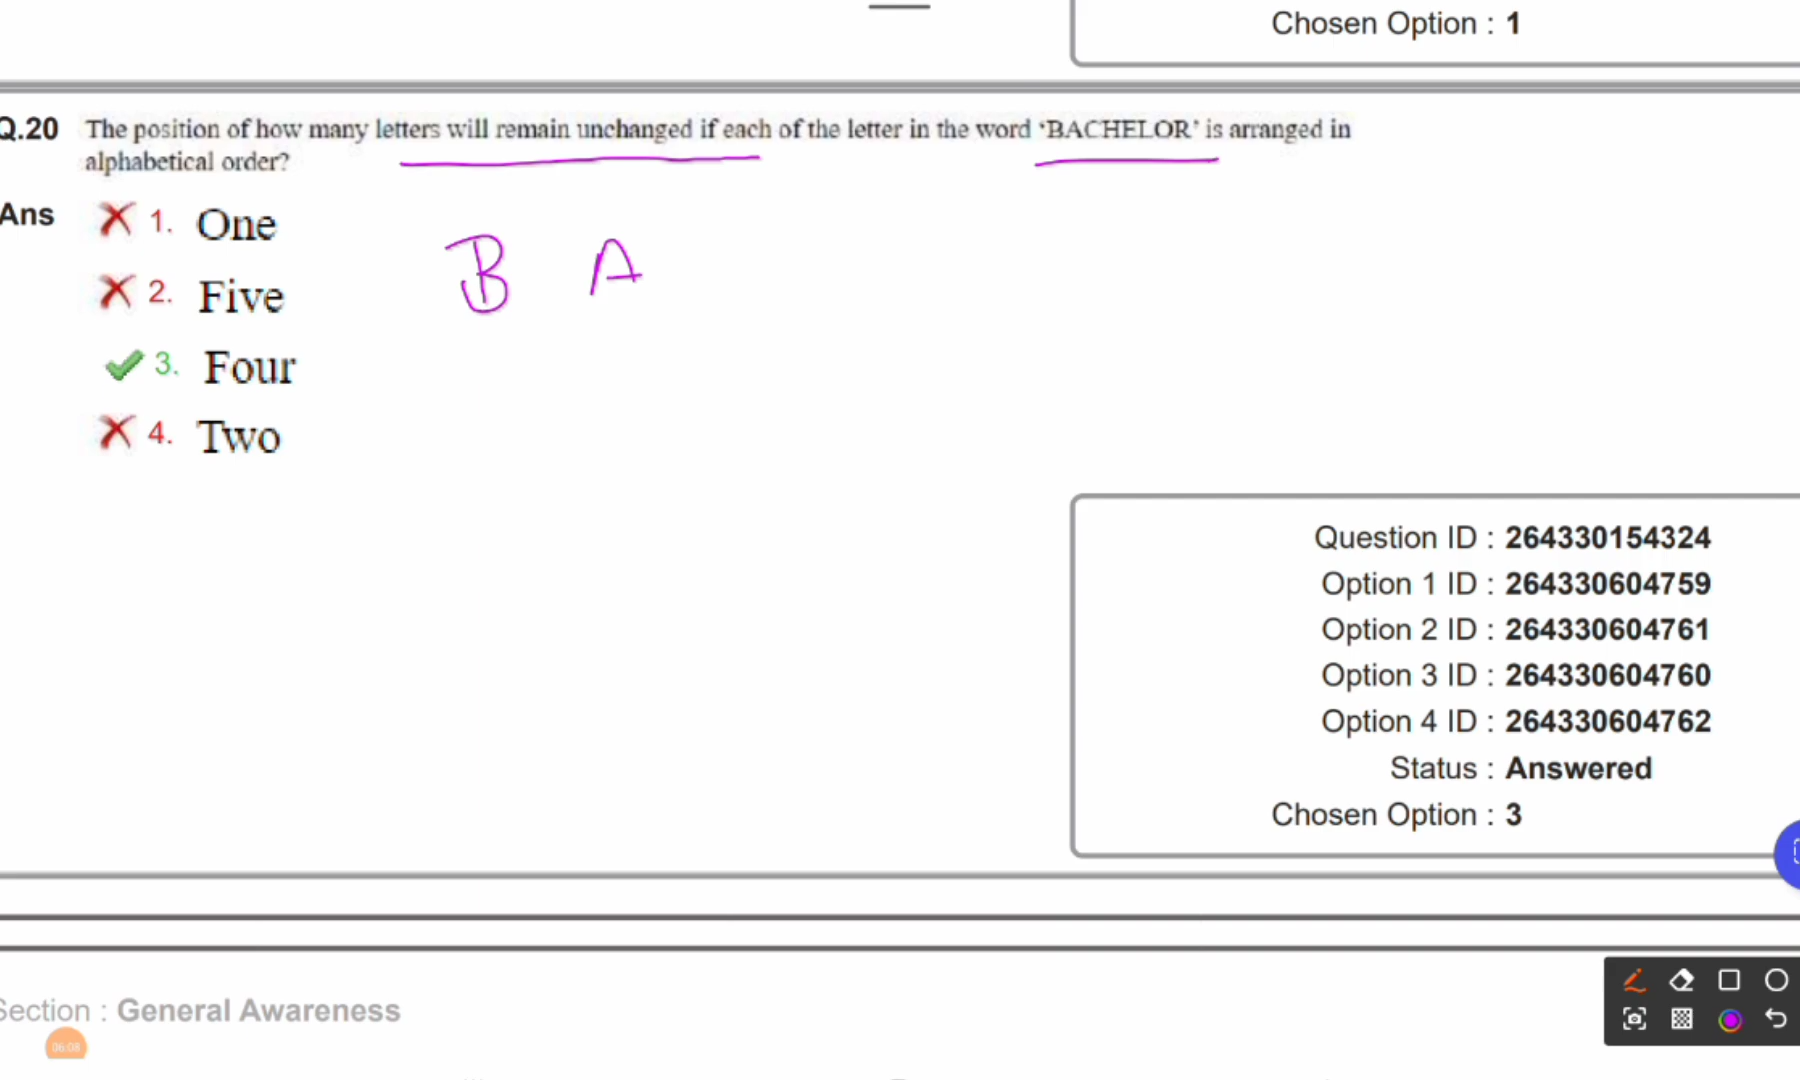 Chosen Option : 1
Q.20 The position of how many letters will remain unchanged if each of the letter in the word ‘BACHELOR’ is arranged in
alphabetical order?
Ans 1. One
2. Five
3. Four
4. Two
B A
Question ID : 264330154324
Option 1 ID : 264330604759
Option 2 ID : 264330604761
Option 3 ID : 264330604760
Option 4 ID : 264330604762
Status : Answered
Chosen Option : 3
Section : General Awareness
06:08